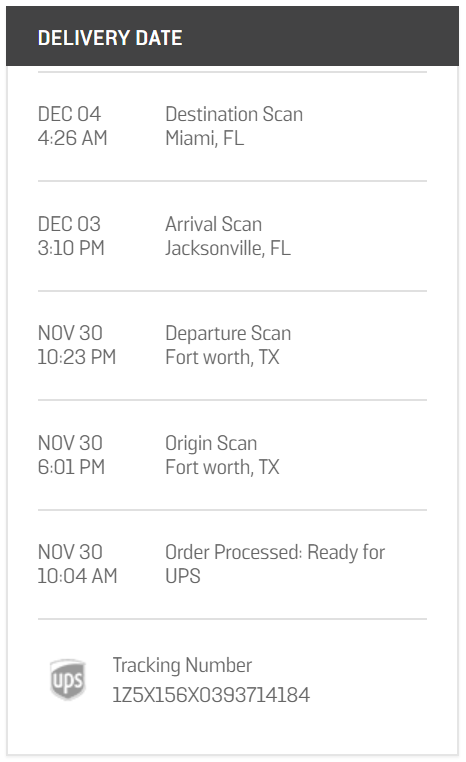 DELIVERY DATE
DEC 04
4:26 AM
Destination Scan
Miami, FL
DEC 03
3:10 PM
Arrival Scan
Jacksonville, FL
NOV 30
10:23 PM
Departure Scan
Fort worth, TX
NOV 30
6:01 PM
Origin Scan
Fort worth, TX
NOV 30
10:04 AM
Order Processed: Ready for
UPS
ups
Tracking Number
1Z5X156X0393714184